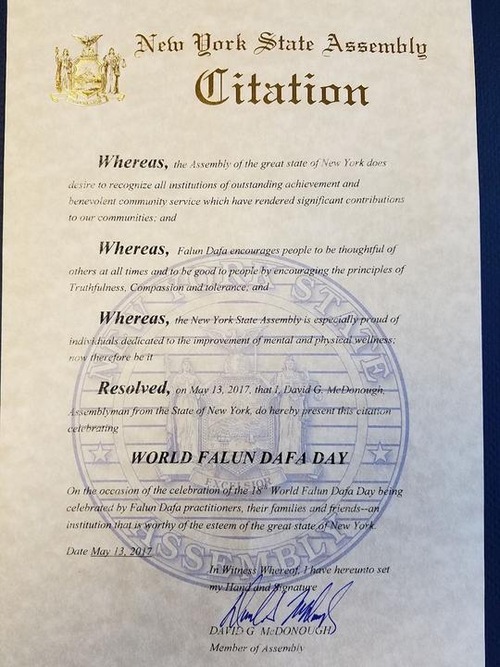 New York State Assembly
Citation
Whereas, the Assembly of the great state of New York does
desire to recognize all institutions of outstanding achievement and
benevolent community service which have rendered significant contributions
to our communities; and
Whereas, Falun Dafa encourages people to be thoughtful of
others at all times and to be good to people by encouraging the principles of
Truthfulness, Compassion and tolerance; and
Whereas, the New York State Assembly is especially proud of
individuals dedicated to the improvement of mental and physical wellness;
now therefore be it
Resolved, on May 13, 2017, that I, David G. McDonough,
Assemblyman from the State of New York, do hereby present this citation
celebrating
WORLD FALUN DAFA DAY
On the occasion of the celebration of the 18th World Falun Dafa Day being
celebrated by Falun Dafa practitioners, their families and friends--an
institution that is worthy of the esteem of the great state of New York.
Date May 13, 2017
In Witness Whereof, I have hereunto set
my Hand and Signature
DAVID G McDONOUGH
Member of Assembly
NEW YORK STATE
EXCELSIOR
ASSEMBLY